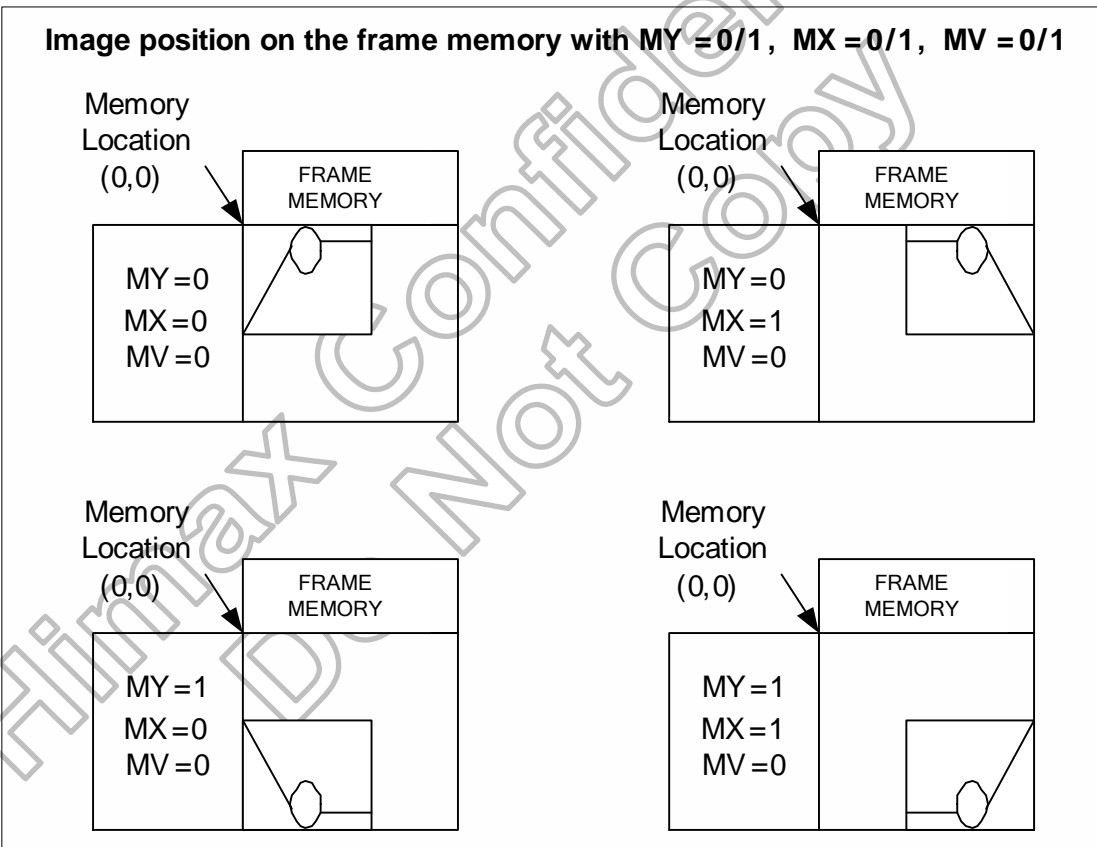 Image position on the frame memory with MY =0/1, MX =0/1, MV =0/1
Memory
Location
(0,0)
FRAME
MEMORY
MY =0
MX =0
MV =0
Memory
Location
(0,0)
FRAME
MEMORY
MY =0
MX =1
MV =0
Memory
Location
(0,0)
FRAME
MEMORY
MY =1
MX =0
MV =0
Memory
Location
(0,0)
FRAME
MEMORY
MY =1
MX =1
MV =0
Himax Confiden
Do Not Copy